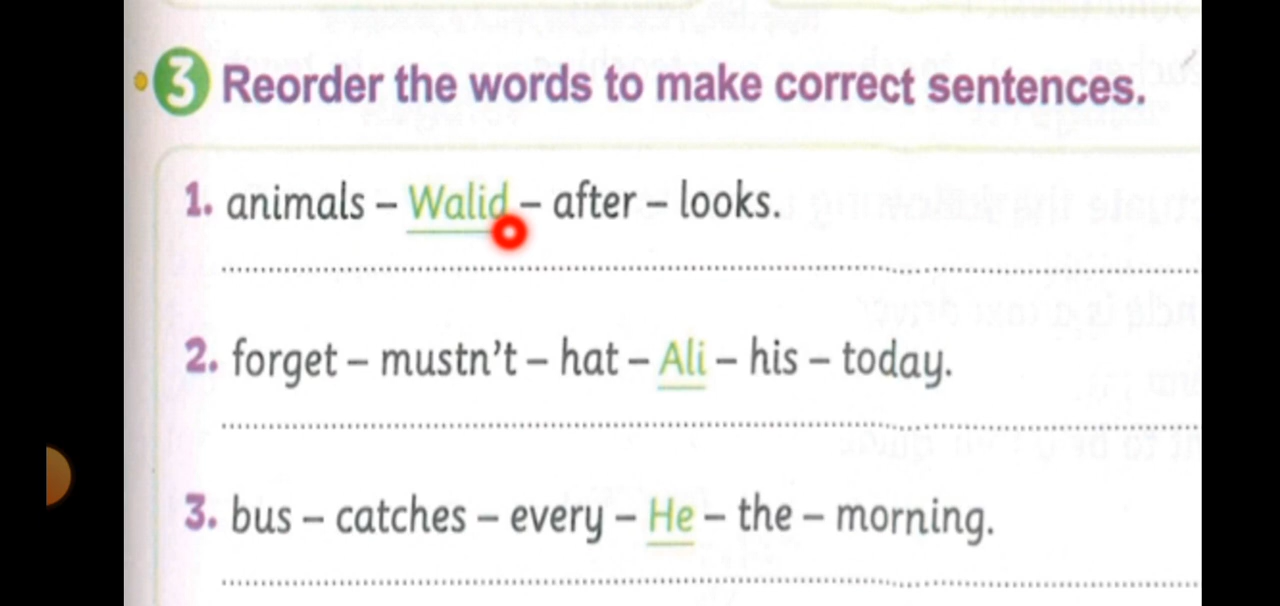 3 Reorder the words to make correct sentences.
1. animals – Walid – after – looks.
2. forget – mustn't – hat – Ali – his – today.
3. bus – catches – every – He – the – morning.